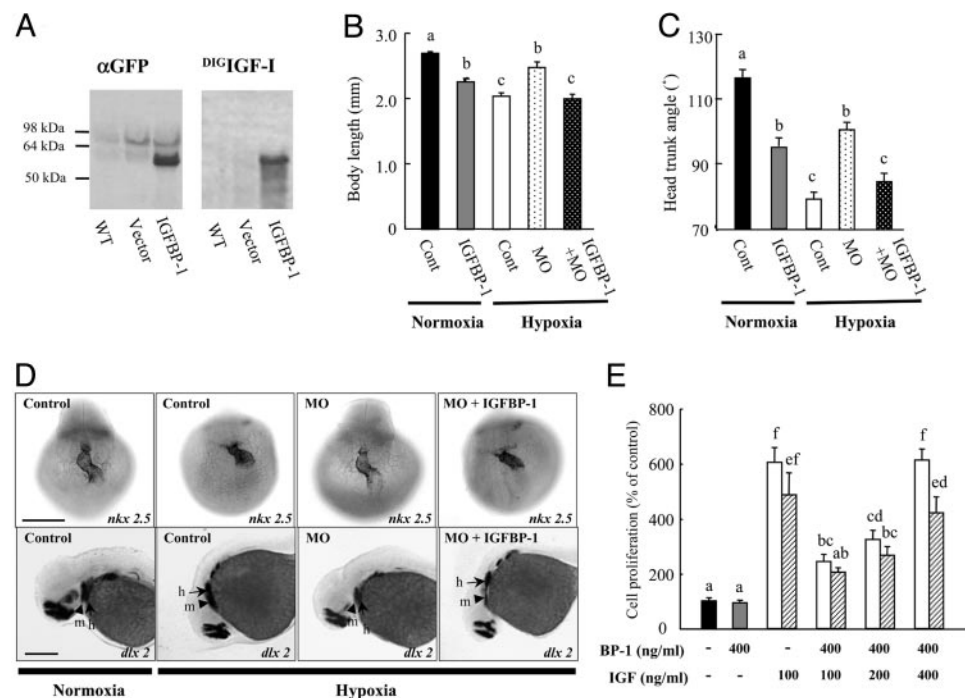 A
αGFP
DIGIGF-I
98 kDa
64 kDa
50 kDa
WT
Vector
IGFBP-1
WT
Vector
IGFBP-1
B
Body length (mm)
3.0
2.0
1.0
0
a
b
c
b
c
Cont
IGFBP-1
Cont
MO
IGFBP-1
+MO
Normoxia
Hypoxia
C
Head trunk angle (°)
130
110
90
70
a
b
c
b
c
Cont
IGFBP-1
Cont
MO
IGFBP-1
+MO
Normoxia
Hypoxia
D
Control
Control
MO
MO + IGFBP-1
nkx 2.5
nkx 2.5
nkx 2.5
nkx 2.5
Control
Control
MO
MO + IGFBP-1
m
h
h
m
m
h
h
m
dlx 2
dlx 2
dlx 2
dlx 2
Normoxia
Hypoxia
E
Cell proliferation (% of control)
800
600
400
200
0
a
a
f
ef
bc
ab
cd
bc
f
ed
BP-1 (ng/ml) - 400 - 400 400 400
IGF (ng/ml) - - 100 100 200 400